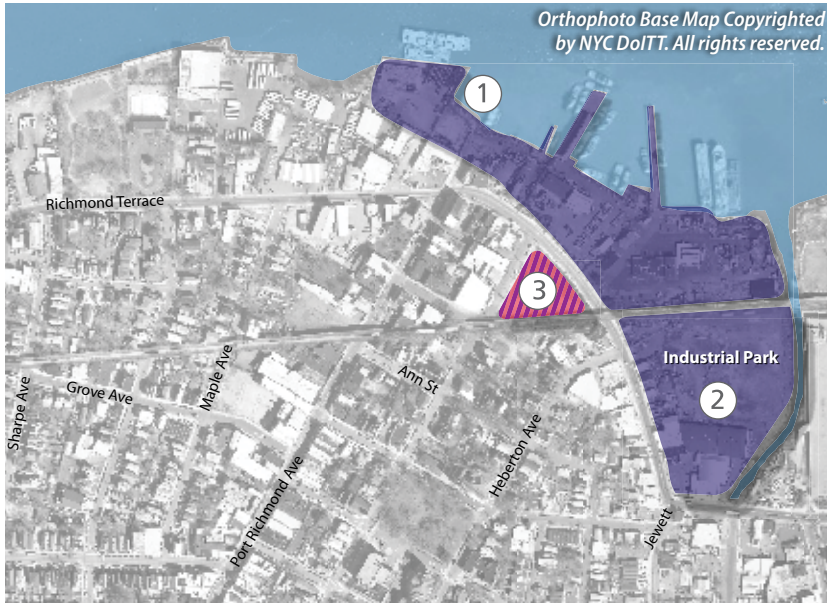 Orthophoto Base Map Copyrighted
by NYC DoITT. All rights reserved.
1
Richmond Terrace
3
Industrial Park
2
Sharpe Ave
Grove Ave
Maple Ave
Ann St
Heberton Ave
Port Richmond Ave
Jewett